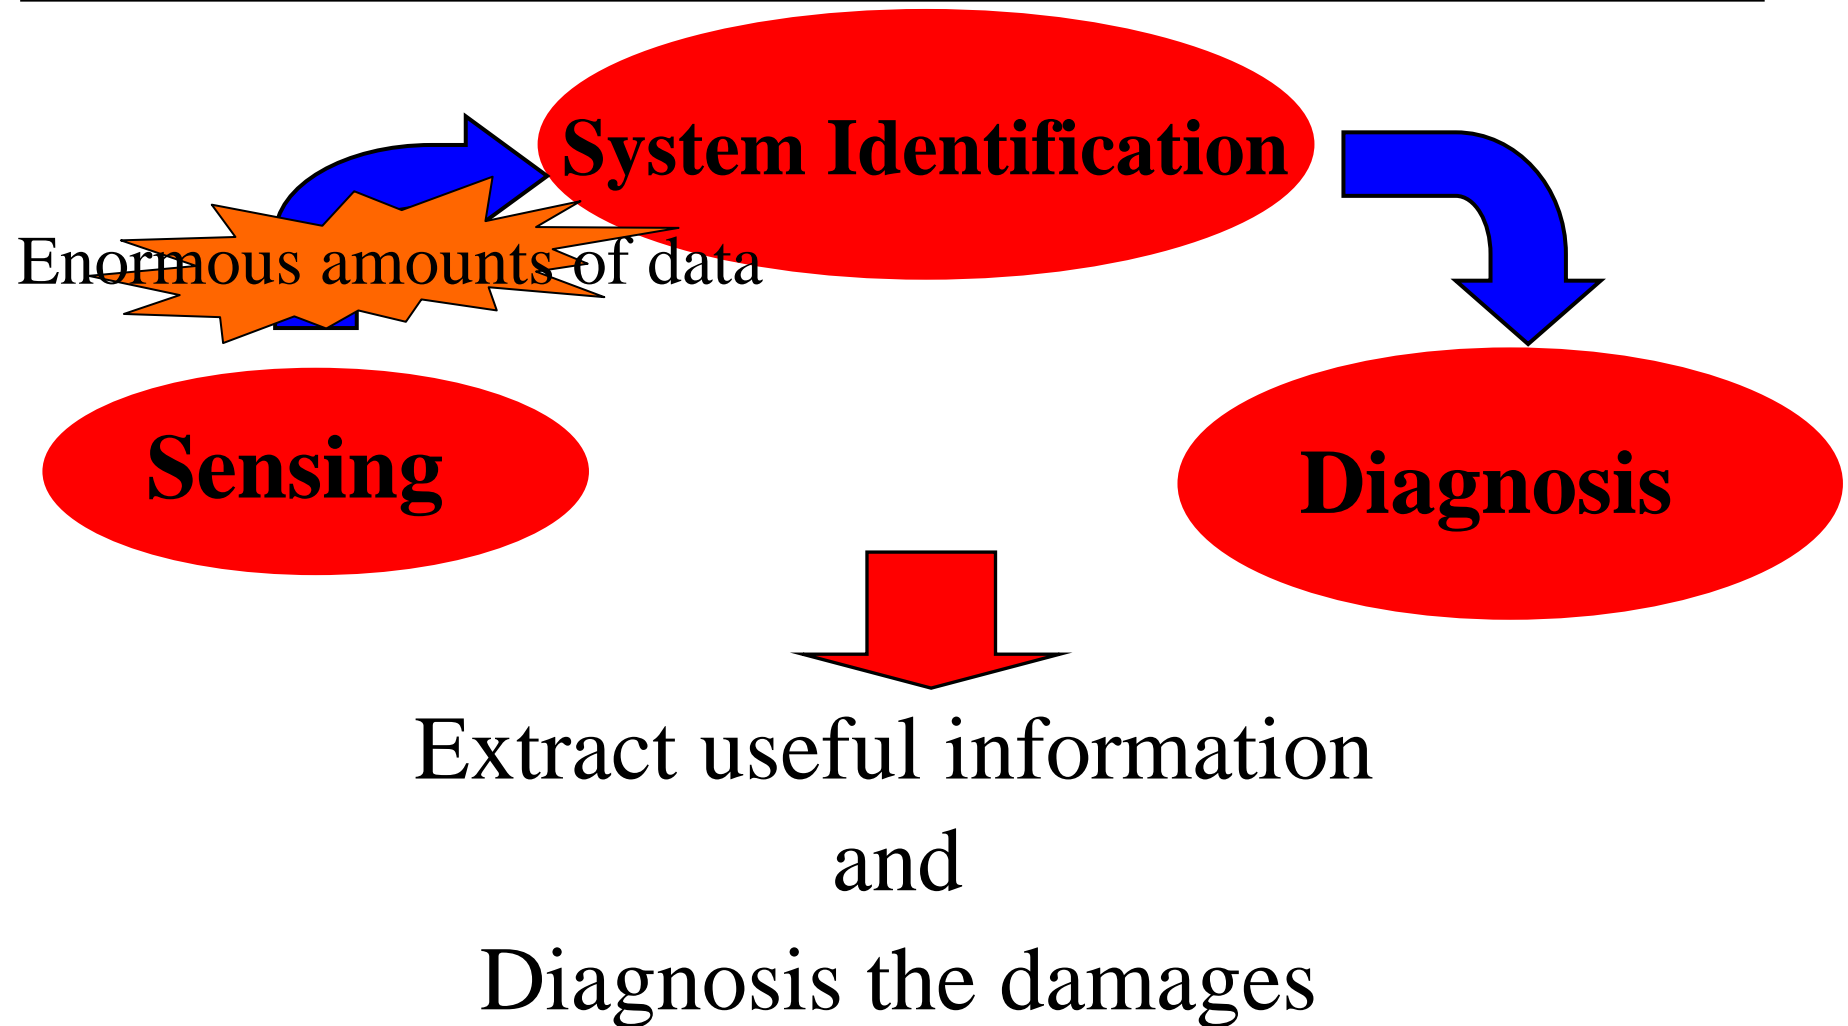 System Identification
Enormous amounts of data
Sensing
Diagnosis
Extract useful information
and
Diagnosis the damages